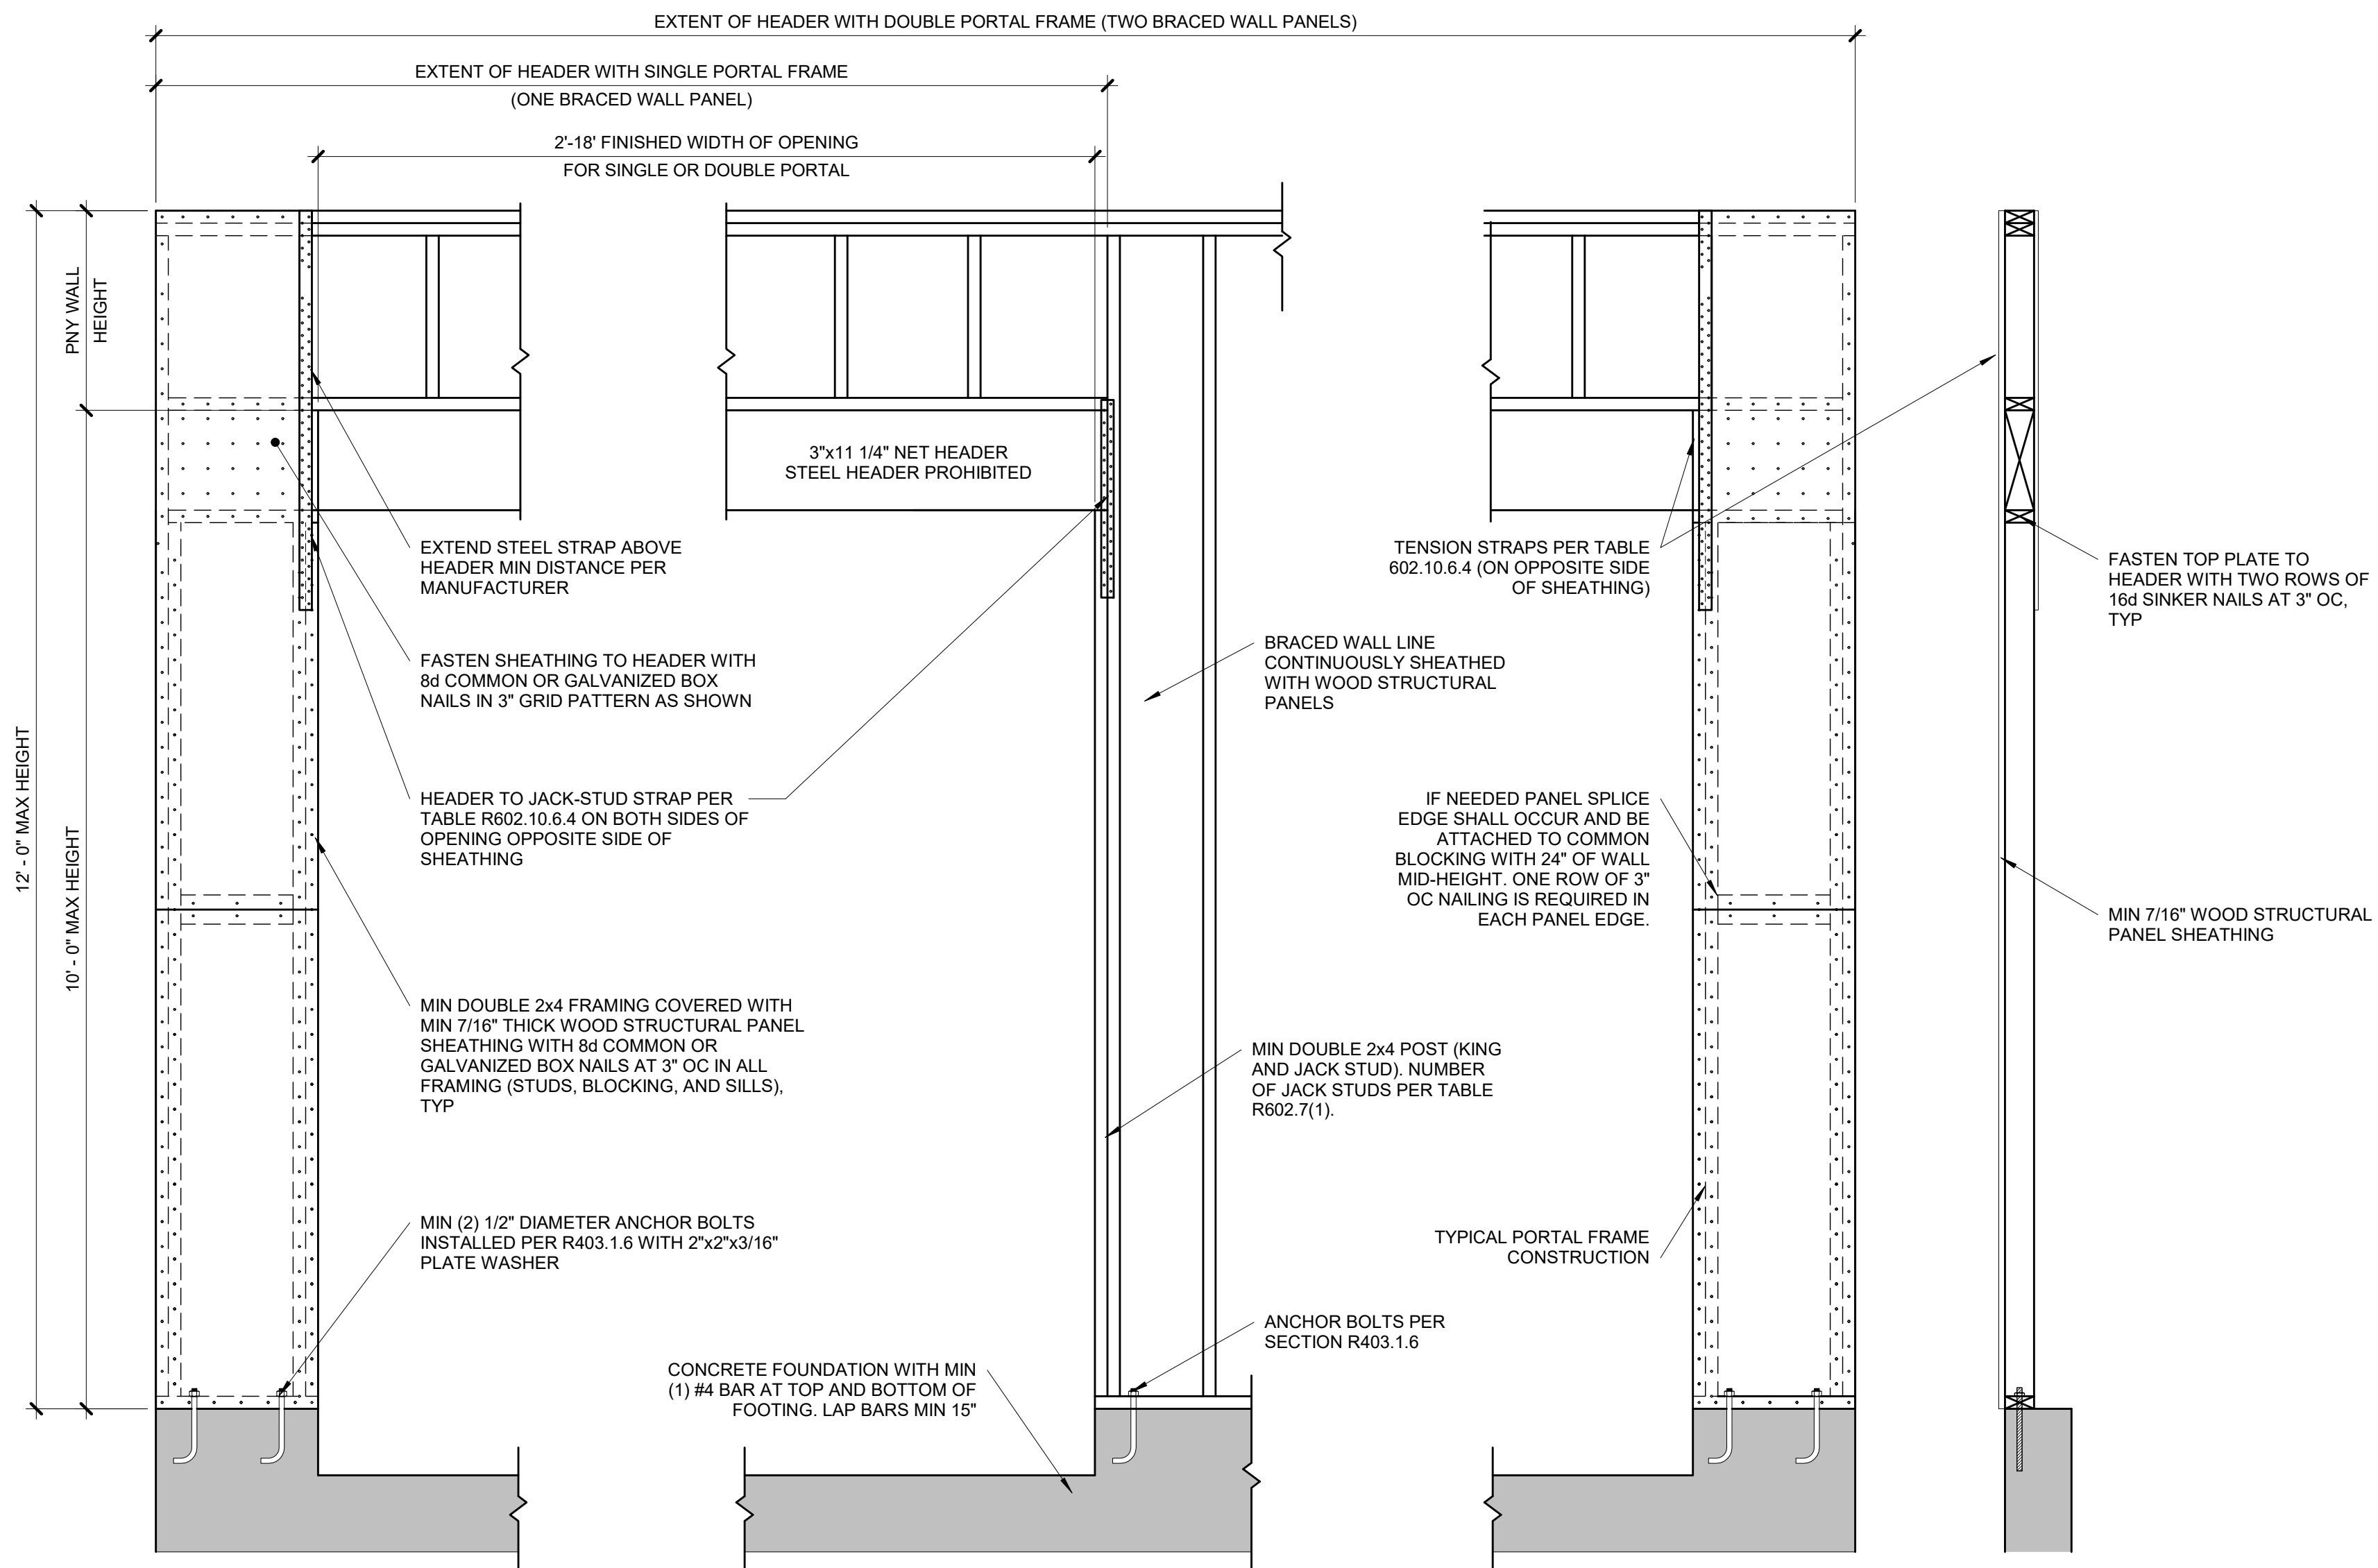 EXTENT OF HEADER WITH DOUBLE PORTAL FRAME (TWO BRACED WALL PANELS)
EXTENT OF HEADER WITH SINGLE PORTAL FRAME
(ONE BRACED WALL PANEL)
2'-18' FINISHED WIDTH OF OPENING
FOR SINGLE OR DOUBLE PORTAL
PNY WALL
HEIGHT
12' - 0" MAX HEIGHT
10' - 0" MAX HEIGHT
3"x11 1/4" NET HEADER
STEEL HEADER PROHIBITED
EXTEND STEEL STRAP ABOVE
HEADER MIN DISTANCE PER
MANUFACTURER
FASTEN SHEATHING TO HEADER WITH
8d COMMON OR GALVANIZED BOX
NAILS IN 3" GRID PATTERN AS SHOWN
HEADER TO JACK-STUD STRAP PER
TABLE R602.10.6.4 ON BOTH SIDES OF
OPENING OPPOSITE SIDE OF
SHEATHING
MIN DOUBLE 2x4 FRAMING COVERED WITH
MIN 7/16" THICK WOOD STRUCTURAL PANEL
SHEATHING WITH 8d COMMON OR
GALVANIZED BOX NAILS AT 3" OC IN ALL
FRAMING (STUDS, BLOCKING, AND SILLS),
TYP
MIN (2) 1/2" DIAMETER ANCHOR BOLTS
INSTALLED PER R403.1.6 WITH 2"x2"x3/16"
PLATE WASHER
CONCRETE FOUNDATION WITH MIN
(1) #4 BAR AT TOP AND BOTTOM OF
FOOTING. LAP BARS MIN 15"
BRACED WALL LINE
CONTINUOUSLY SHEATHED
WITH WOOD STRUCTURAL
PANELS
MIN DOUBLE 2x4 POST (KING
AND JACK STUD). NUMBER
OF JACK STUDS PER TABLE
R602.7(1).
ANCHOR BOLTS PER
SECTION R403.1.6
TENSION STRAPS PER TABLE
602.10.6.4 (ON OPPOSITE SIDE
OF SHEATHING)
IF NEEDED PANEL SPLICE
EDGE SHALL OCCUR AND BE
ATTACHED TO COMMON
BLOCKING WITH 24" OF WALL
MID-HEIGHT. ONE ROW OF 3"
OC NAILING IS REQUIRED IN
EACH PANEL EDGE.
TYPICAL PORTAL FRAME
CONSTRUCTION
FASTEN TOP PLATE TO
HEADER WITH TWO ROWS OF
16d SINKER NAILS AT 3" OC,
TYP
MIN 7/16" WOOD STRUCTURAL
PANEL SHEATHING